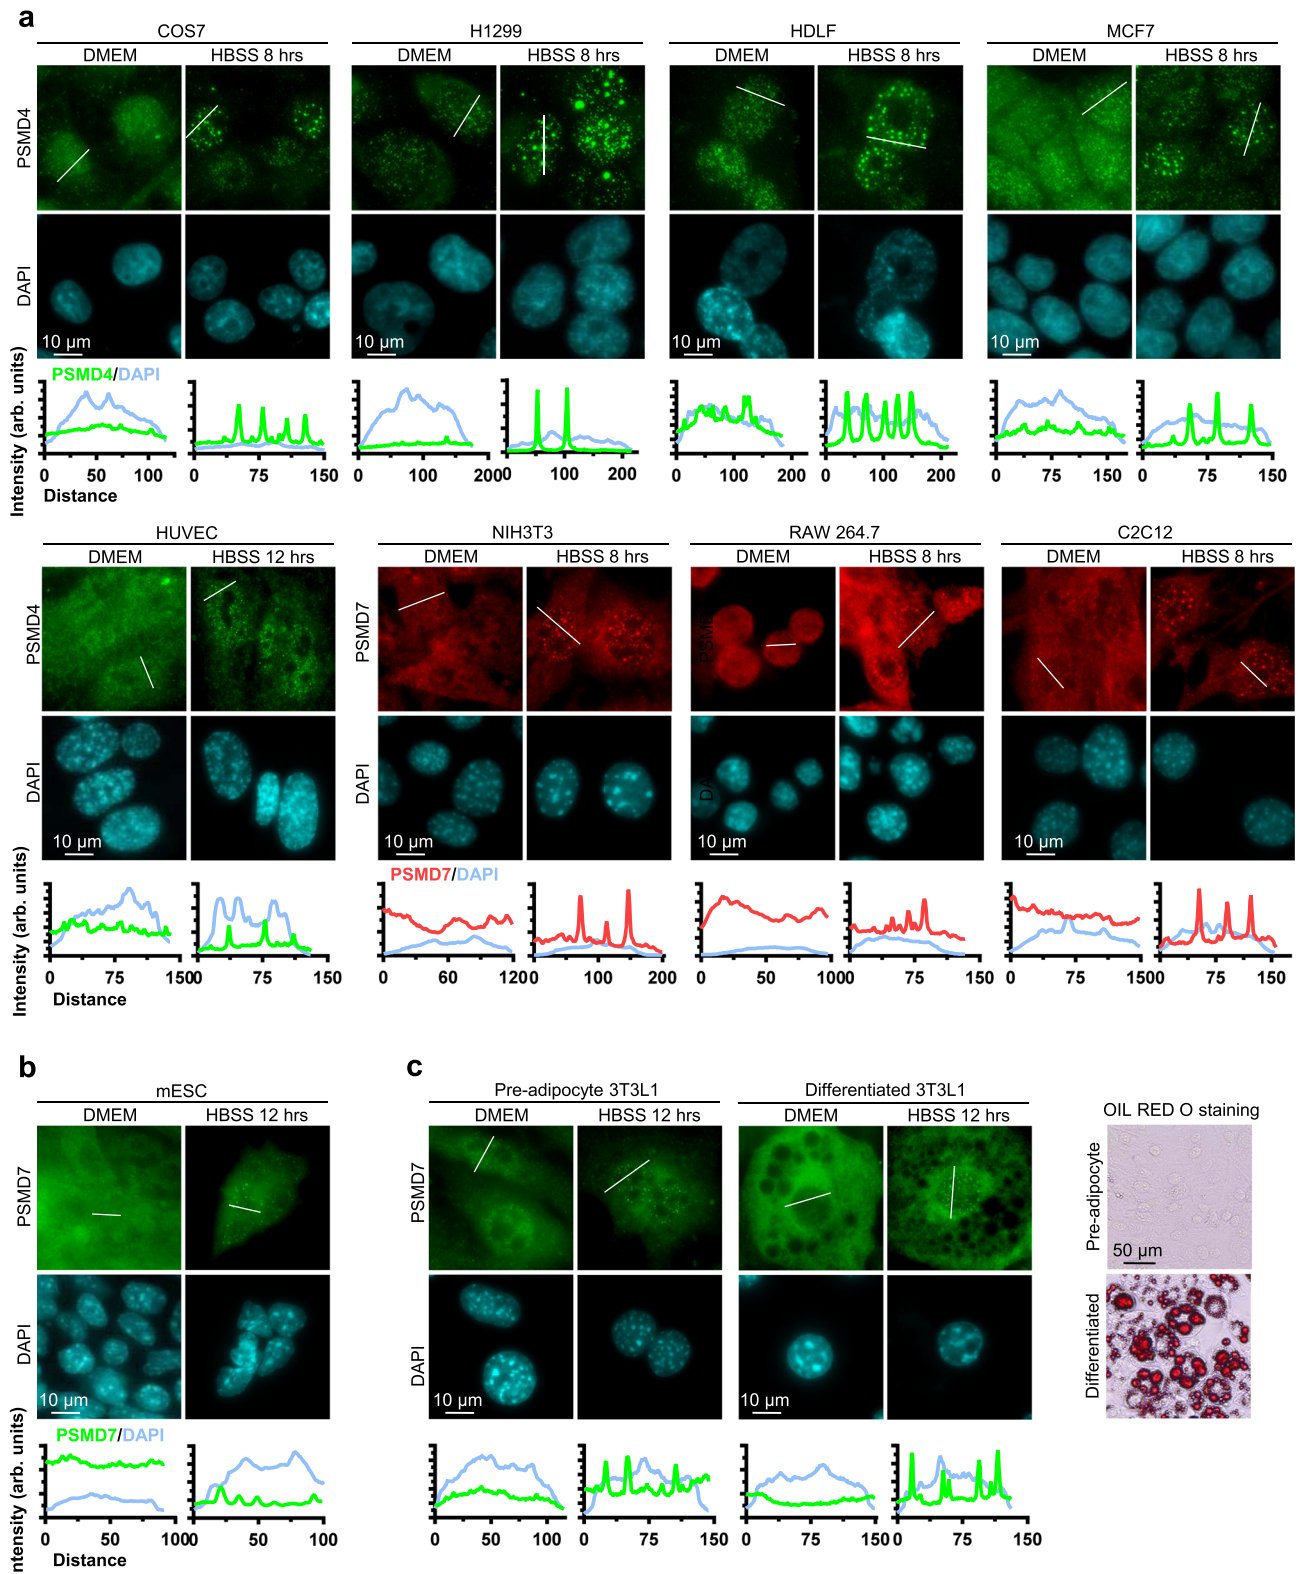 a
COS7 H1299 HDLF MCF7
DMEM HBSS 8 hrs DMEM HBSS 8 hrs DMEM HBSS 8 hrs DMEM HBSS 8 hrs
PSMD4
DAPI
10 µm 10 µm 10 µm 10 µm
Intensity (arb. units)
PSMD4/DAPI
0 50 100 0 75 150 0 100 200 0 100 200 0 100 200 0 100 200 0 75 150 0 75 150
Distance
HUVEC NIH3T3 RAW 264.7 C2C12
DMEM HBSS 12 hrs DMEM HBSS 8 hrs DMEM HBSS 8 hrs DMEM HBSS 8 hrs
PSMD4 PSMD7
DAPI DAPI
10 µm 10 µm 10 µm 10 µm
Intensity (arb. units)
PSMD7/DAPI
0 75 150 0 75 150 0 60 120 0 100 200 0 50 100 0 75 150 0 75 150 0 75 150
Distance
b c
mESC Pre-adipocyte 3T3L1 Differentiated 3T3L1
DMEM HBSS 12 hrs DMEM HBSS 12 hrs DMEM HBSS 12 hrs OIL RED O staining
PSMD7 PSMD7 Pre-adipocyte
50 µm
DAPI DAPI Differentiated
10 µm 10 µm 10 µm
ntensity (arb. units)
PSMD7/DAPI
0 50 100 0 50 100 0 50 100 0 75 150 0 75 150 0 75 150
Distance